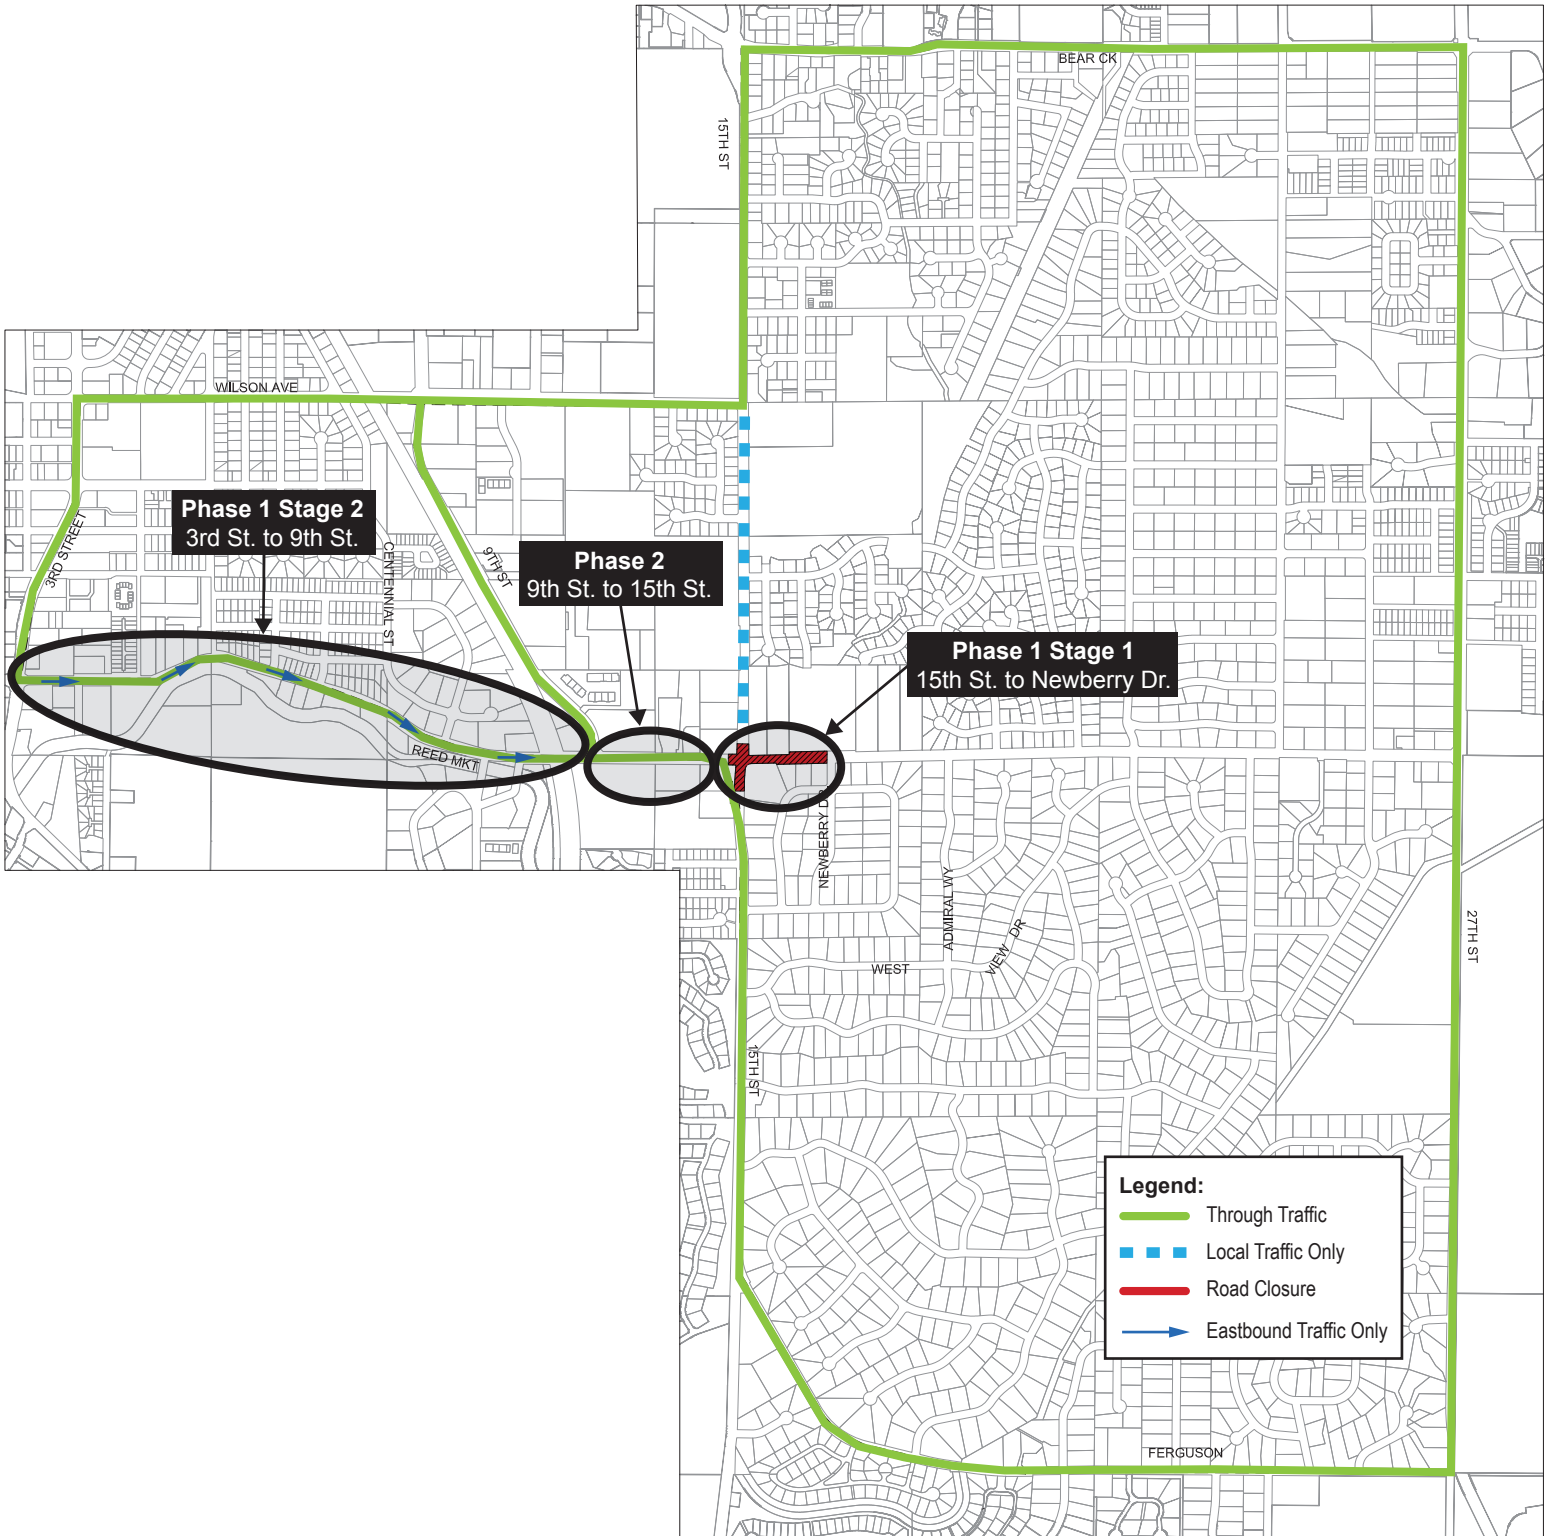 BEAR CK
15TH ST
WILSON AVE
Phase 1 Stage 2
3rd St. to 9th St.
3RD STREET
CENTENNIAL ST
9TH ST
Phase 2
9th St. to 15th St.
Phase 1 Stage 1
15th St. to Newberry Dr.
REED MKT
NEWBERRY DR
ADMIRAL WY
VIEW DR
WEST
27TH ST
15TH ST
Legend:
Through Traffic
Local Traffic Only
Road Closure
Eastbound Traffic Only
FERGUSON